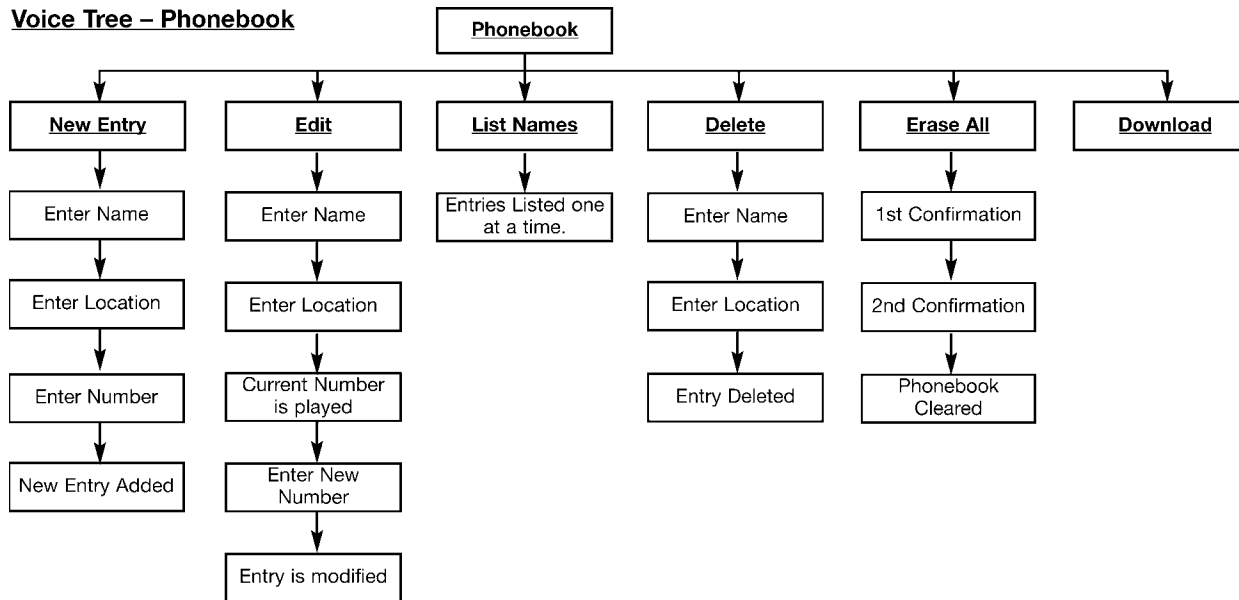 Voice Tree – Phonebook
Phonebook
New Entry
Edit
List Names
Delete
Erase All
Download
Enter Name
Enter Name
Entries Listed one
at a time.
Enter Name
1st Confirmation
Enter Location
Enter Location
Enter Location
2nd Confirmation
Enter Number
Current Number
is played
Entry Deleted
Phonebook
Cleared
New Entry Added
Enter New
Number
Entry is modified